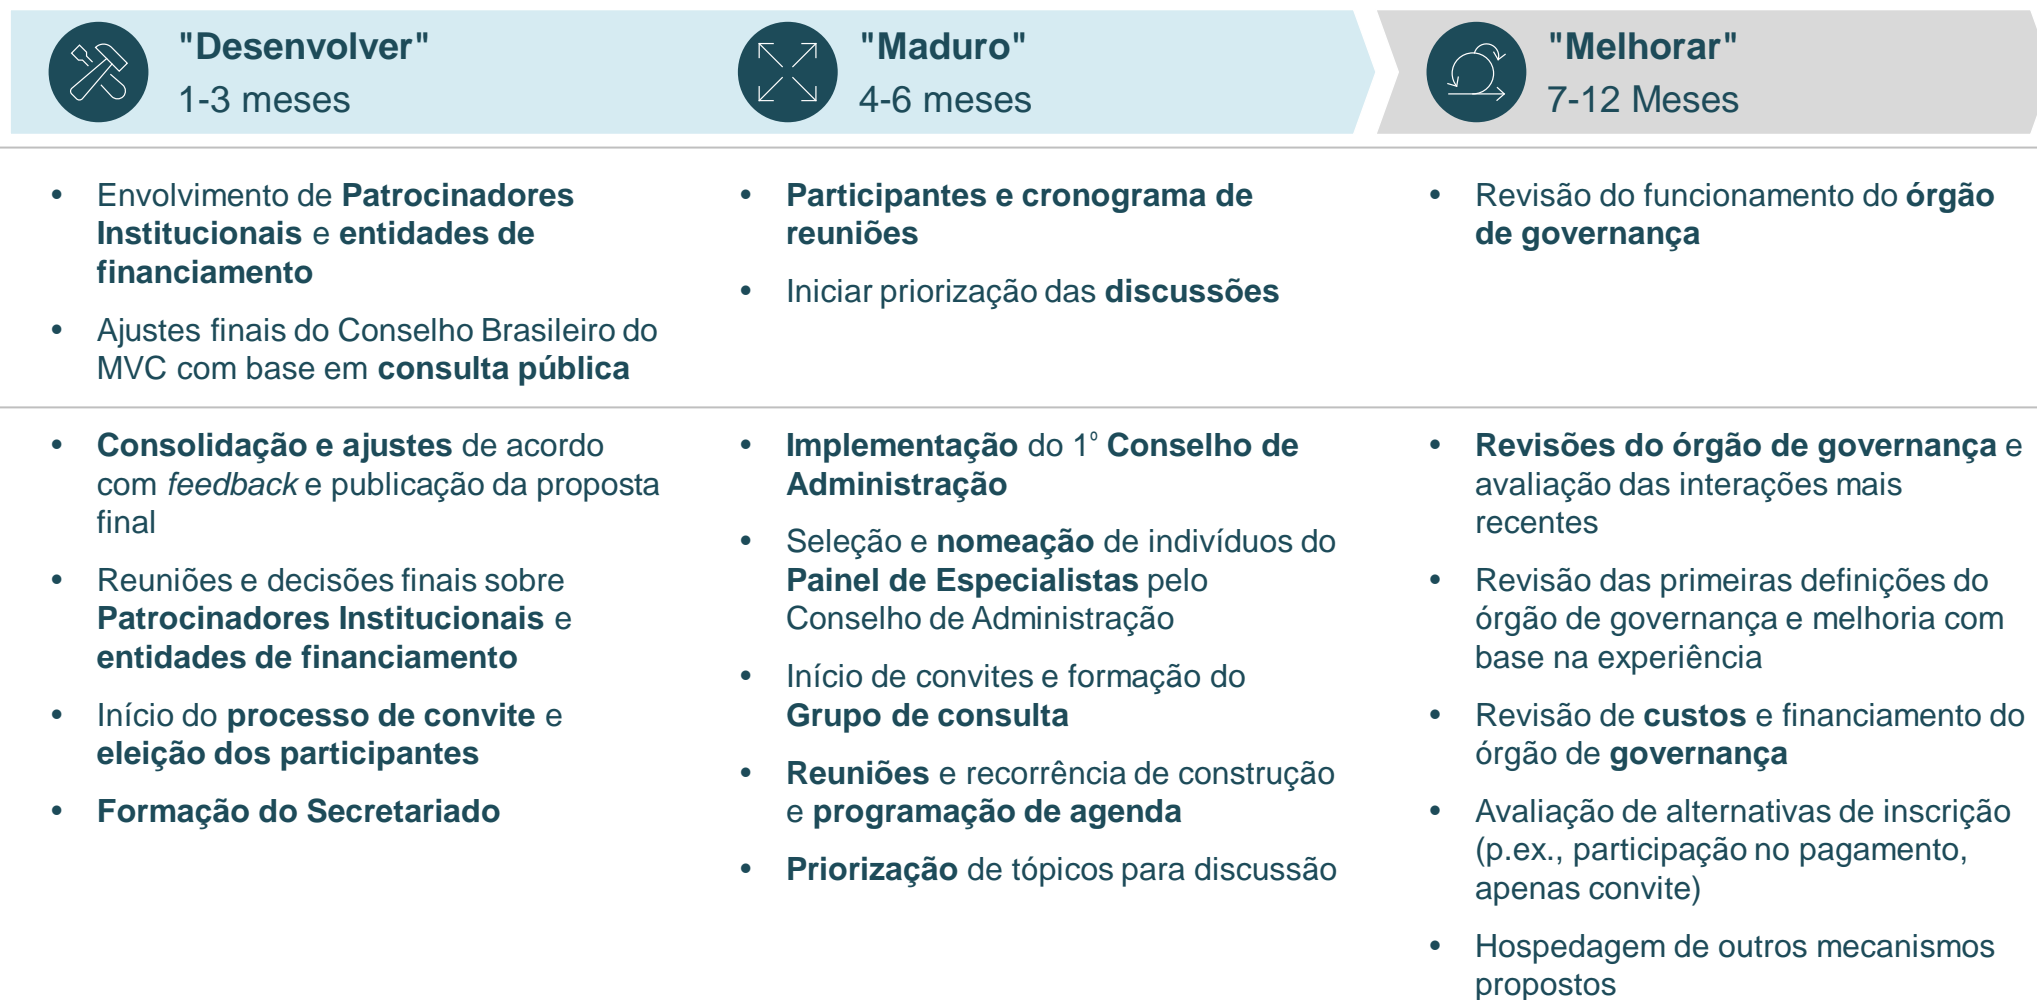 "Desenvolver"
1-3 meses
"Maduro"
4-6 meses
"Melhorar"
7-12 Meses
• Envolvimento de Patrocinadores
Institucionais e entidades de
financiamento
• Ajustes finais do Conselho Brasileiro do
MVC com base em consulta pública
• Participantes e cronograma de
reuniões
• Iniciar priorização das discussões
• Revisão do funcionamento do órgão
de governança
• Consolidação e ajustes de acordo
com feedback e publicação da proposta
final
• Reuniões e decisões finais sobre
Patrocinadores Institucionais e
entidades de financiamento
• Início do processo de convite e
eleição dos participantes
• Formação do Secretariado
• Implementação do 1º Conselho de
Administração
• Seleção e nomeação de indivíduos do
Painel de Especialistas pelo
Conselho de Administração
• Início de convites e formação do
Grupo de consulta
• Reuniões e recorrência de construção
e programação de agenda
• Priorização de tópicos para discussão
• Revisões do órgão de governança e
avaliação das interações mais
recentes
• Revisão das primeiras definições do
órgão de governança e melhoria com
base na experiência
• Revisão de custos e financiamento do
órgão de governança
• Avaliação de alternativas de inscrição
(p.ex., participação no pagamento,
apenas convite)
• Hospedagem de outros mecanismos
propostos